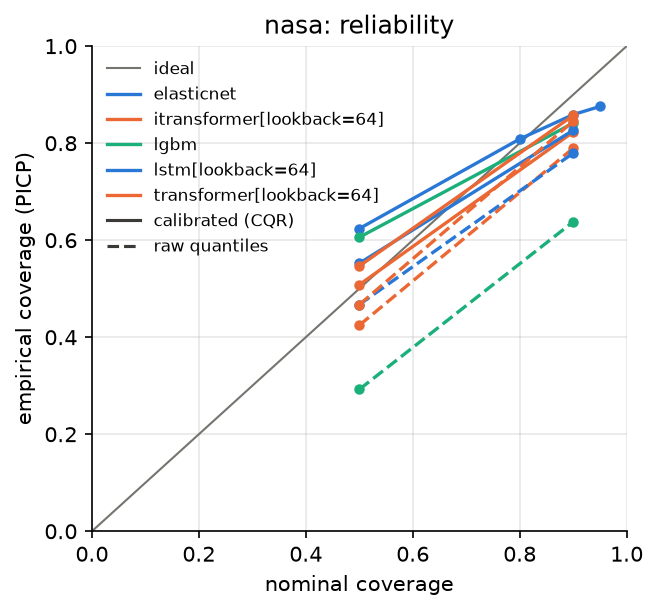 nasa: reliability
ideal
elasticnet
itransformer[lookback=64]
lgbm
lstm[lookback=64]
transformer[lookback=64]
calibrated (CQR)
raw quantiles
empirical coverage (PICP)
1.0
0.8
0.6
0.4
0.2
0.0
0.0 0.2 0.4 0.6 0.8 1.0
nominal coverage